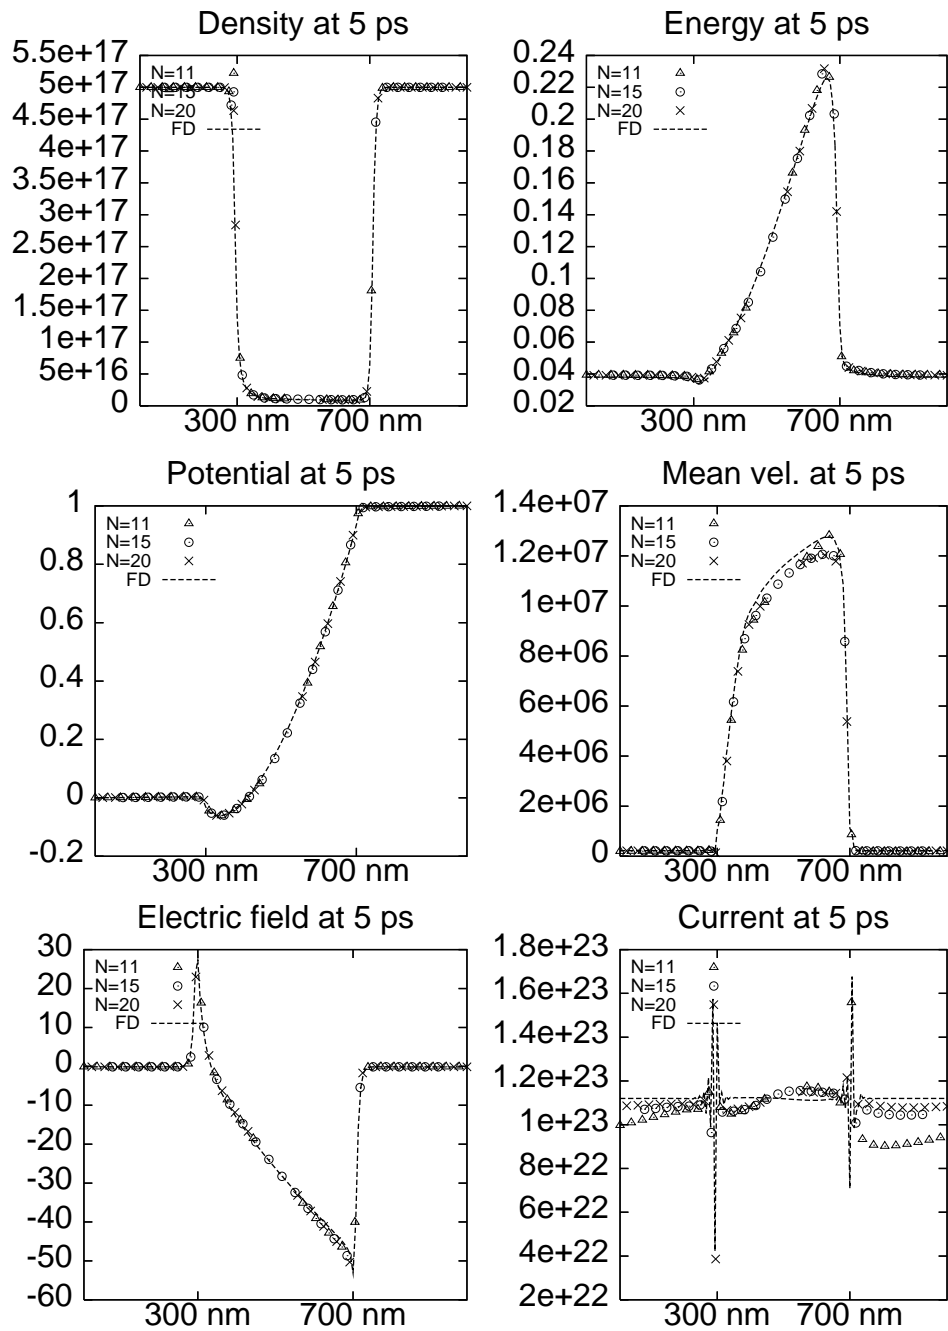 Density at 5 ps
5.5e+17
5e+17
4.5e+17
4e+17
3.5e+17
3e+17
2.5e+17
2e+17
1.5e+17
1e+17
5e+16
0
300 nm
700 nm
N=11
N=15
N=20
FD
Energy at 5 ps
0.24
0.22
0.2
0.18
0.16
0.14
0.12
0.1
0.08
0.06
0.04
0.02
300 nm
700 nm
N=11
N=15
N=20
FD
Potential at 5 ps
1
0.8
0.6
0.4
0.2
0
-0.2
300 nm
700 nm
N=11
N=15
N=20
FD
Mean vel. at 5 ps
1.4e+07
1.2e+07
1e+07
8e+06
6e+06
4e+06
2e+06
0
300 nm
700 nm
N=11
N=15
N=20
FD
Electric field at 5 ps
30
20
10
0
-10
-20
-30
-40
-50
-60
300 nm
700 nm
N=11
N=15
N=20
FD
Current at 5 ps
1.8e+23
1.6e+23
1.4e+23
1.2e+23
1e+23
8e+22
6e+22
4e+22
2e+22
300 nm
700 nm
N=11
N=15
N=20
FD